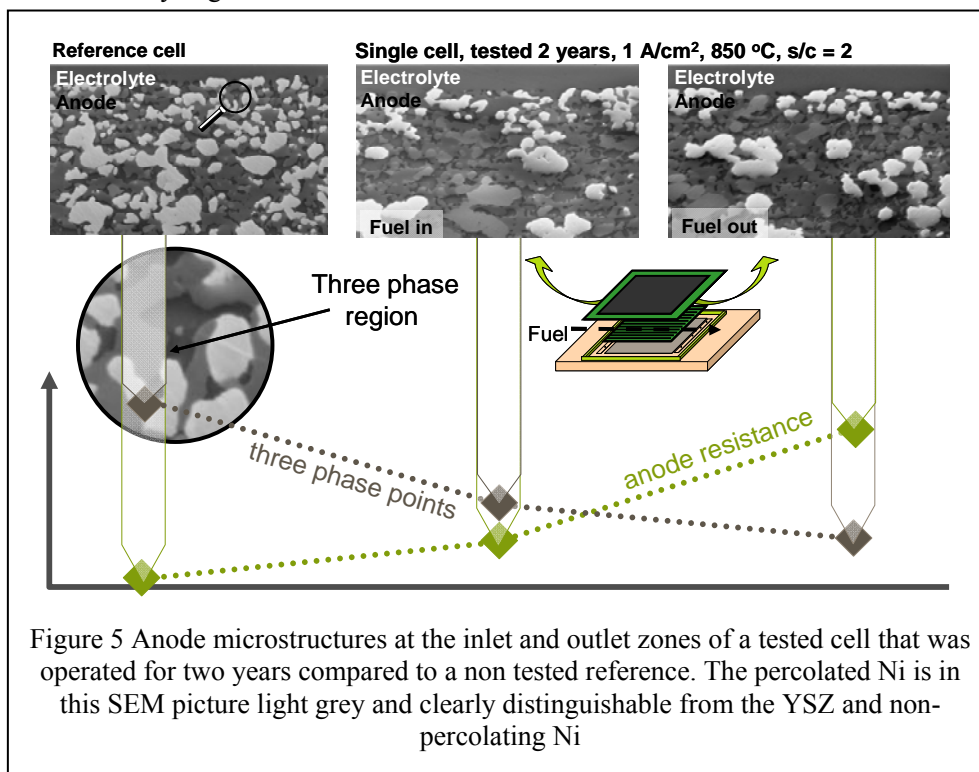 Reference cell
Single cell, tested 2 years, 1 A/cm², 850 °C, s/c = 2
Electrolyte
Anode
Electrolyte
Anode
Fuel in
Electrolyte
Anode
Fuel out
Three phase
region
Fuel
three phase points
anode resistance
Figure 5 Anode microstructures at the inlet and outlet zones of a tested cell that was
operated for two years compared to a non tested reference. The percolated Ni is in
this SEM picture light grey and clearly distinguishable from the YSZ and non-
percolating Ni